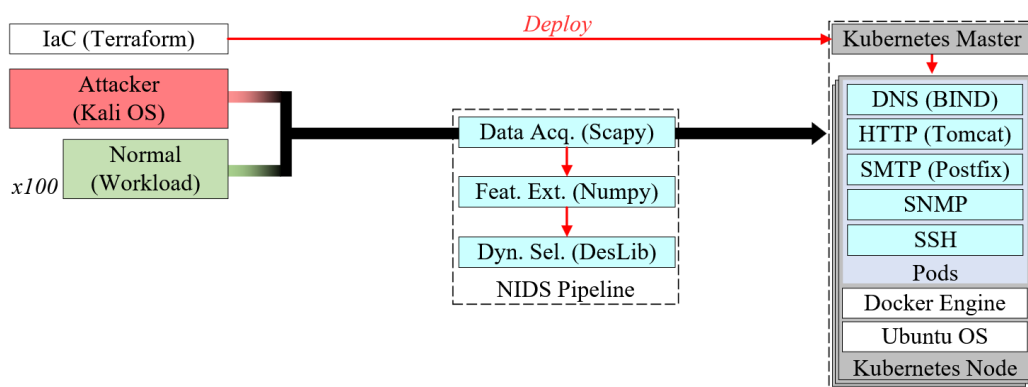 IaC (Terraform)
Deploy
Kubernetes Master
Attacker
(Kali OS)
x100
Normal
(Workload)
Data Acq. (Scapy)
Feat. Ext. (Numpy)
Dyn. Sel. (DesLib)
NIDS Pipeline
DNS (BIND)
HTTP (Tomcat)
SMTP (Postfix)
SNMP
SSH
Pods
Docker Engine
Ubuntu OS
Kubernetes Node